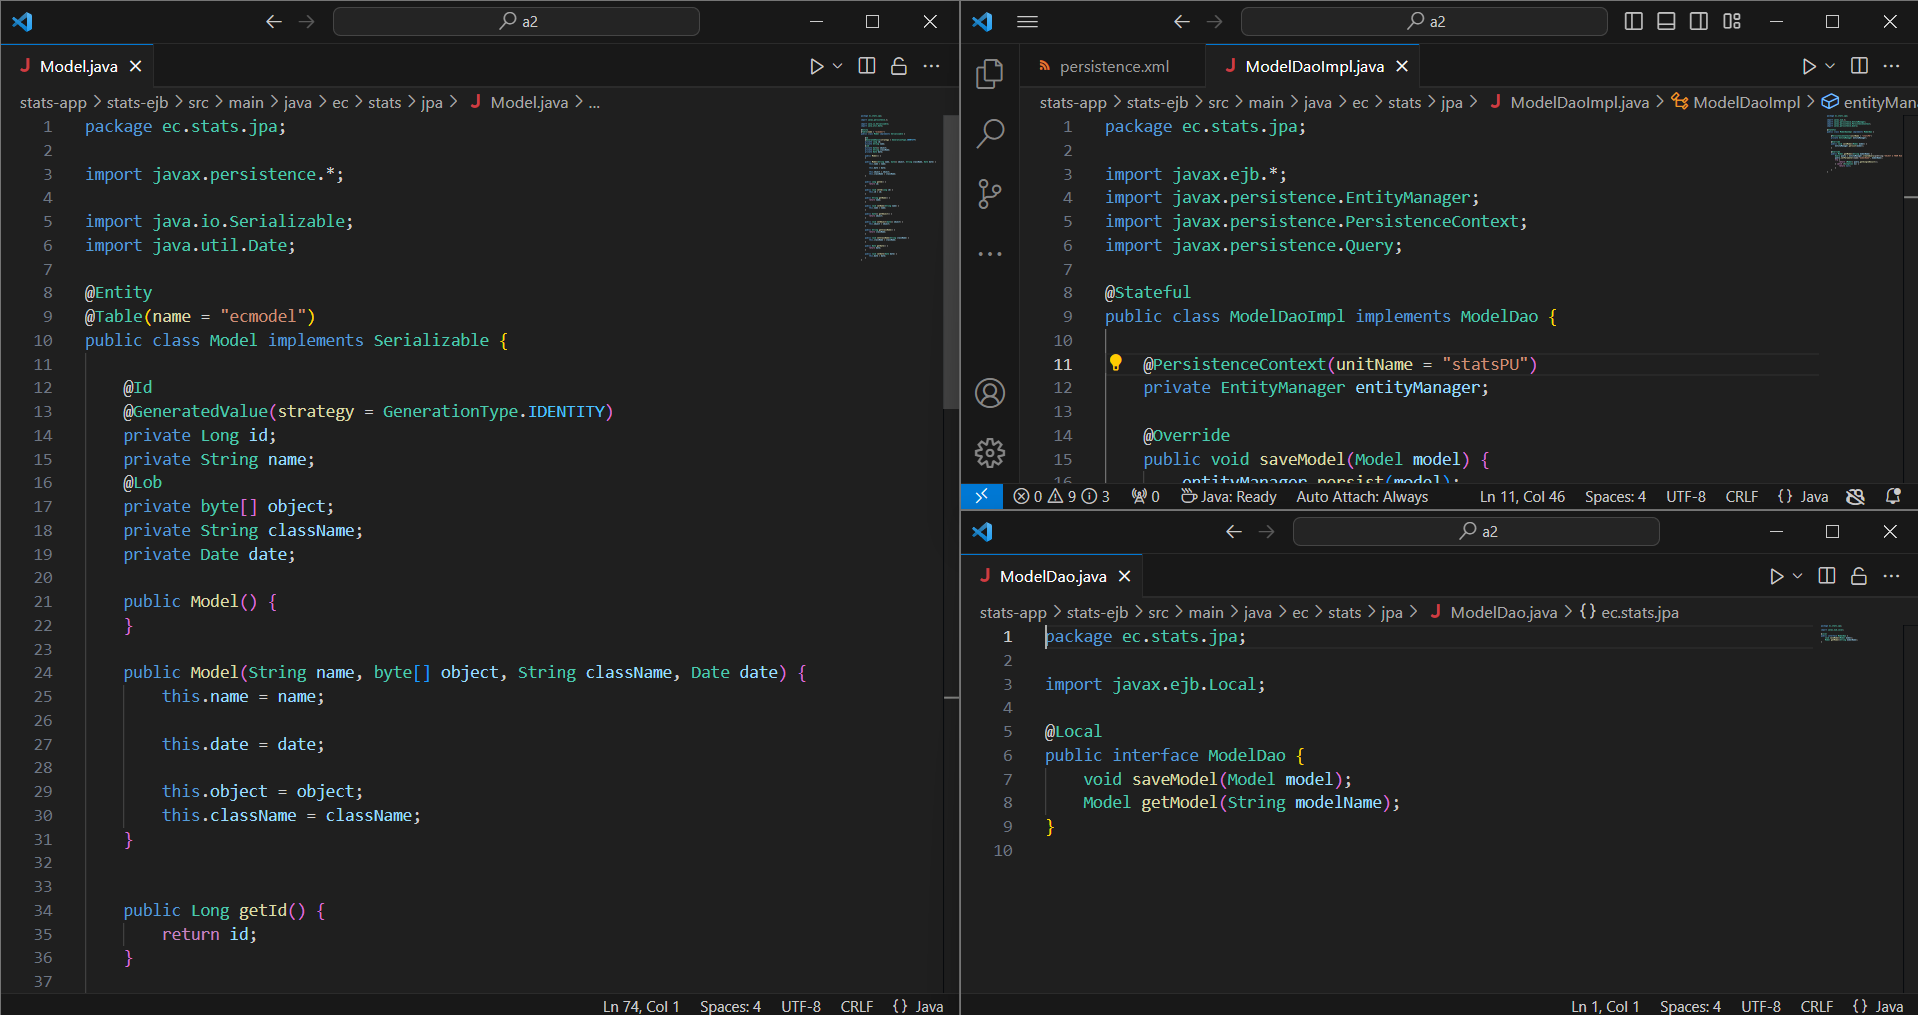 a2
Model.java
stats-app > stats-ejb > src > main > java > ec > stats > jpa > J Model.java > ...
1 package ec.stats.jpa;
2
3 import javax.persistence.*;
4
5 import java.io.Serializable;
6 import java.util.Date;
7
8 @Entity
9 @Table(name = "ecmodel")
10 public class Model implements Serializable {
11
12 @Id
13 @GeneratedValue(strategy = GenerationType.IDENTITY)
14 private Long id;
15 private String name;
16 @Lob
17 private byte[] object;
18 private String className;
19 private Date date;
20
21 public Model() {
22 }
23
24 public Model(String name, byte[] object, String className, Date date) {
25 this.name = name;
26
27 this.date = date;
28
29 this.object = object;
30 this.className = className;
31 }
32
33
34 public Long getId() {
35 return id;
36 }
37
Ln 74, Col 1 Spaces: 4 UTF-8 CRLF {} Java
a2
persistence.xml J ModelDaoImpl.java
stats-app > stats-ejb > src > main > java > ec > stats > jpa > J ModelDaoImpl.java > ModelDaoImpl > entityMan
1 package ec.stats.jpa;
2
3 import javax.ejb.*;
4 import javax.persistence.EntityManager;
5 import javax.persistence.PersistenceContext;
6 import javax.persistence.Query;
7
8 @Stateful
9 public class ModelDaoImpl implements ModelDao {
10
11 @PersistenceContext(unitName = "statsPU")
12 private EntityManager entityManager;
13
14 @Override
15 public void saveModel(Model model) {
16 entityManager.persist(model);
0 9 3 0 Java: Ready Auto Attach: Always Ln 11, Col 46 Spaces: 4 UTF-8 CRLF {} Java
a2
J ModelDao.java
stats-app > stats-ejb > src > main > java > ec > stats > jpa > J ModelDao.java > {} ec.stats.jpa
1 package ec.stats.jpa;
2
3 import javax.ejb.Local;
4
5 @Local
6 public interface ModelDao {
7 void saveModel(Model model);
8 Model getModel(String modelName);
9 }
10
Ln 1, Col 1 Spaces: 4 UTF-8 CRLF {} Java